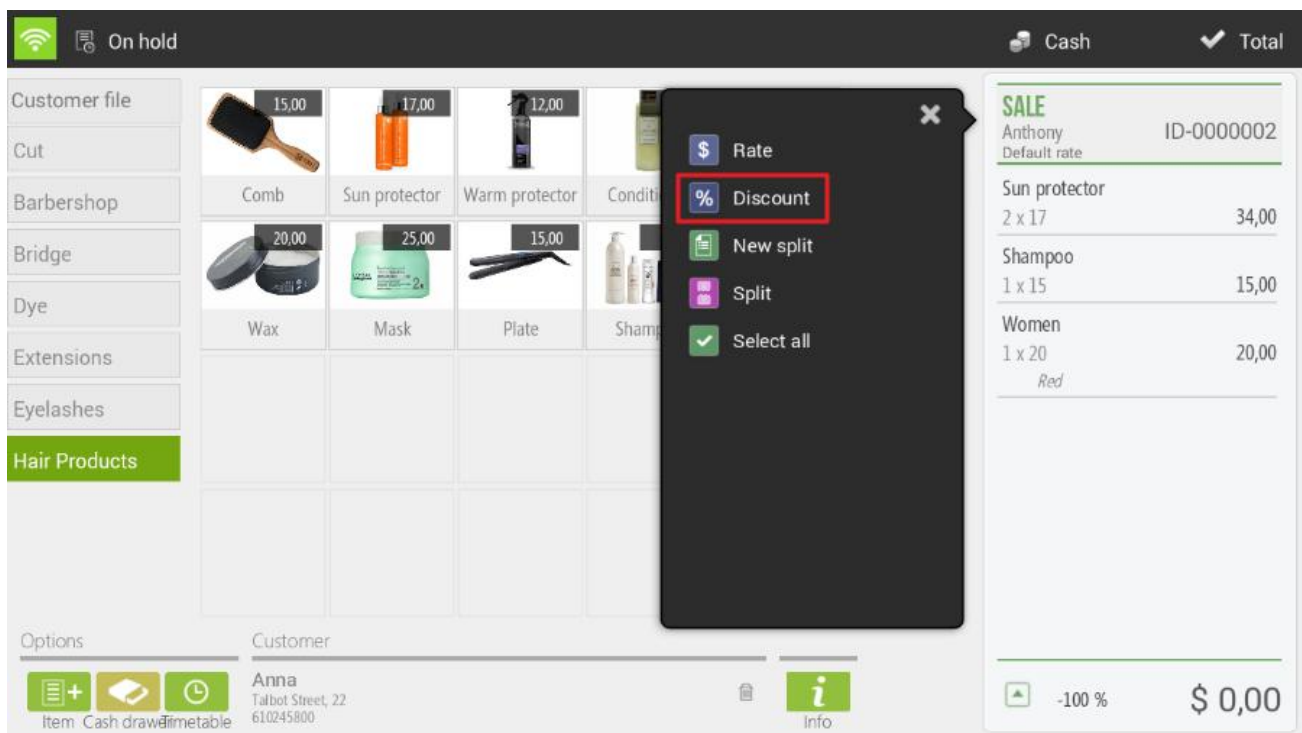 On hold
Cash
Total
Customer file
Cut
Barbershop
Bridge
Dye
Extensions
Eyelashes
Hair Products
15,00
17,00
12,00
Comb
Sun protector
Warm protector
Conditi
20,00
25,00
15,00
Wax
Mask
Plate
Sham
$ Rate
% Discount
New split
Split
Select all
SALE
Anthony
ID-0000002
Default rate
Sun protector
2 x 17 34,00
Shampoo
1 x 15 15,00
Women
1 x 20 20,00
Red
-100 % $ 0,00
Options
Item
Cash drawer
Timetable
Customer
Anna
Talbot Street, 22
610245800
i
Info